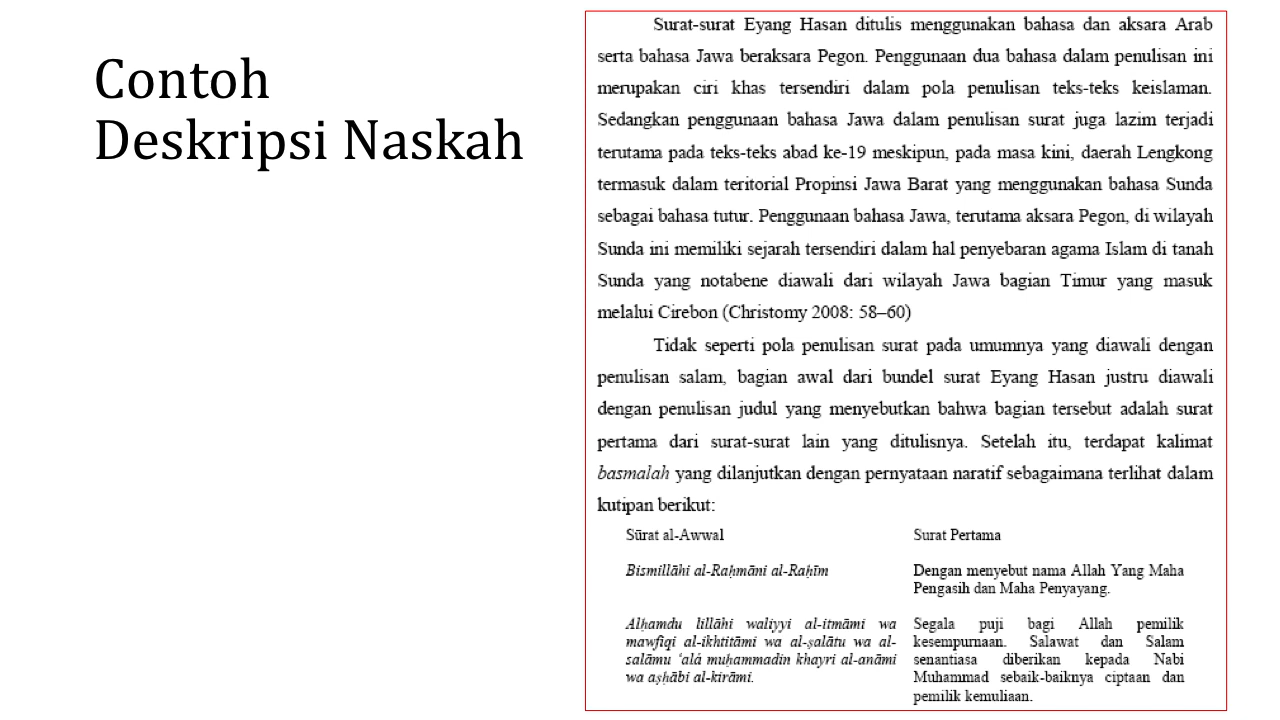 Contoh
Deskripsi Naskah
Surat-surat Eyang Hasan ditulis menggunakan bahasa dan aksara Arab
serta bahasa Jawa beraksara Pegon. Penggunaan dua bahasa dalam penulisan ini
merupakan ciri khas tersendiri dalam pola penulisan teks-teks keislaman.
Sedangkan penggunaan bahasa Jawa dalam penulisan surat juga lazim terjadi
terutama pada teks-teks abad ke-19 meskipun, pada masa kini, daerah Lengkong
termasuk dalam teritorial Propinsi Jawa Barat yang menggunakan bahasa Sunda
sebagai bahasa tutur. Penggunaan bahasa Jawa, terutama aksara Pegon, di wilayah
Sunda ini memiliki sejarah tersendiri dalam hal penyebaran agama Islam di tanah
Sunda yang notabene diawali dari wilayah Jawa bagian Timur yang masuk
melalui Cirebon (Christomy 2008: 58–60)
Tidak seperti pola penulisan surat pada umumnya yang diawali dengan
penulisan salam, bagian awal dari bundel surat Eyang Hasan justru diawali
dengan penulisan judul yang menyebutkan bahwa bagian tersebut adalah surat
pertama dari surat-surat lain yang ditulisnya. Setelah itu, terdapat kalimat
basmalah yang dilanjutkan dengan pernyataan naratif sebagaimana terlihat dalam
kutipan berikut:
Sūrat al-Awwal
Bismillāhi al-Raḥmāni al-Raḥīm
Alḥamdu lillāhi waliyyi al-itmāmi wa
mawfiqi al-ikhtitāmi wa al-ṣalātu wa al-
salāmu ‘alá muḥammadin khayri al-anāmi
wa aṣḥābi al-kirāmi.
Surat Pertama
Dengan menyebut nama Allah Yang Maha
Pengasih dan Maha Penyayang.
Segala puji bagi Allah pemilik
kesempurnaan. Salawat dan Salam
senantiasa diberikan kepada Nabi
Muhammad sebaik-baiknya ciptaan dan
pemilik kemuliaan.